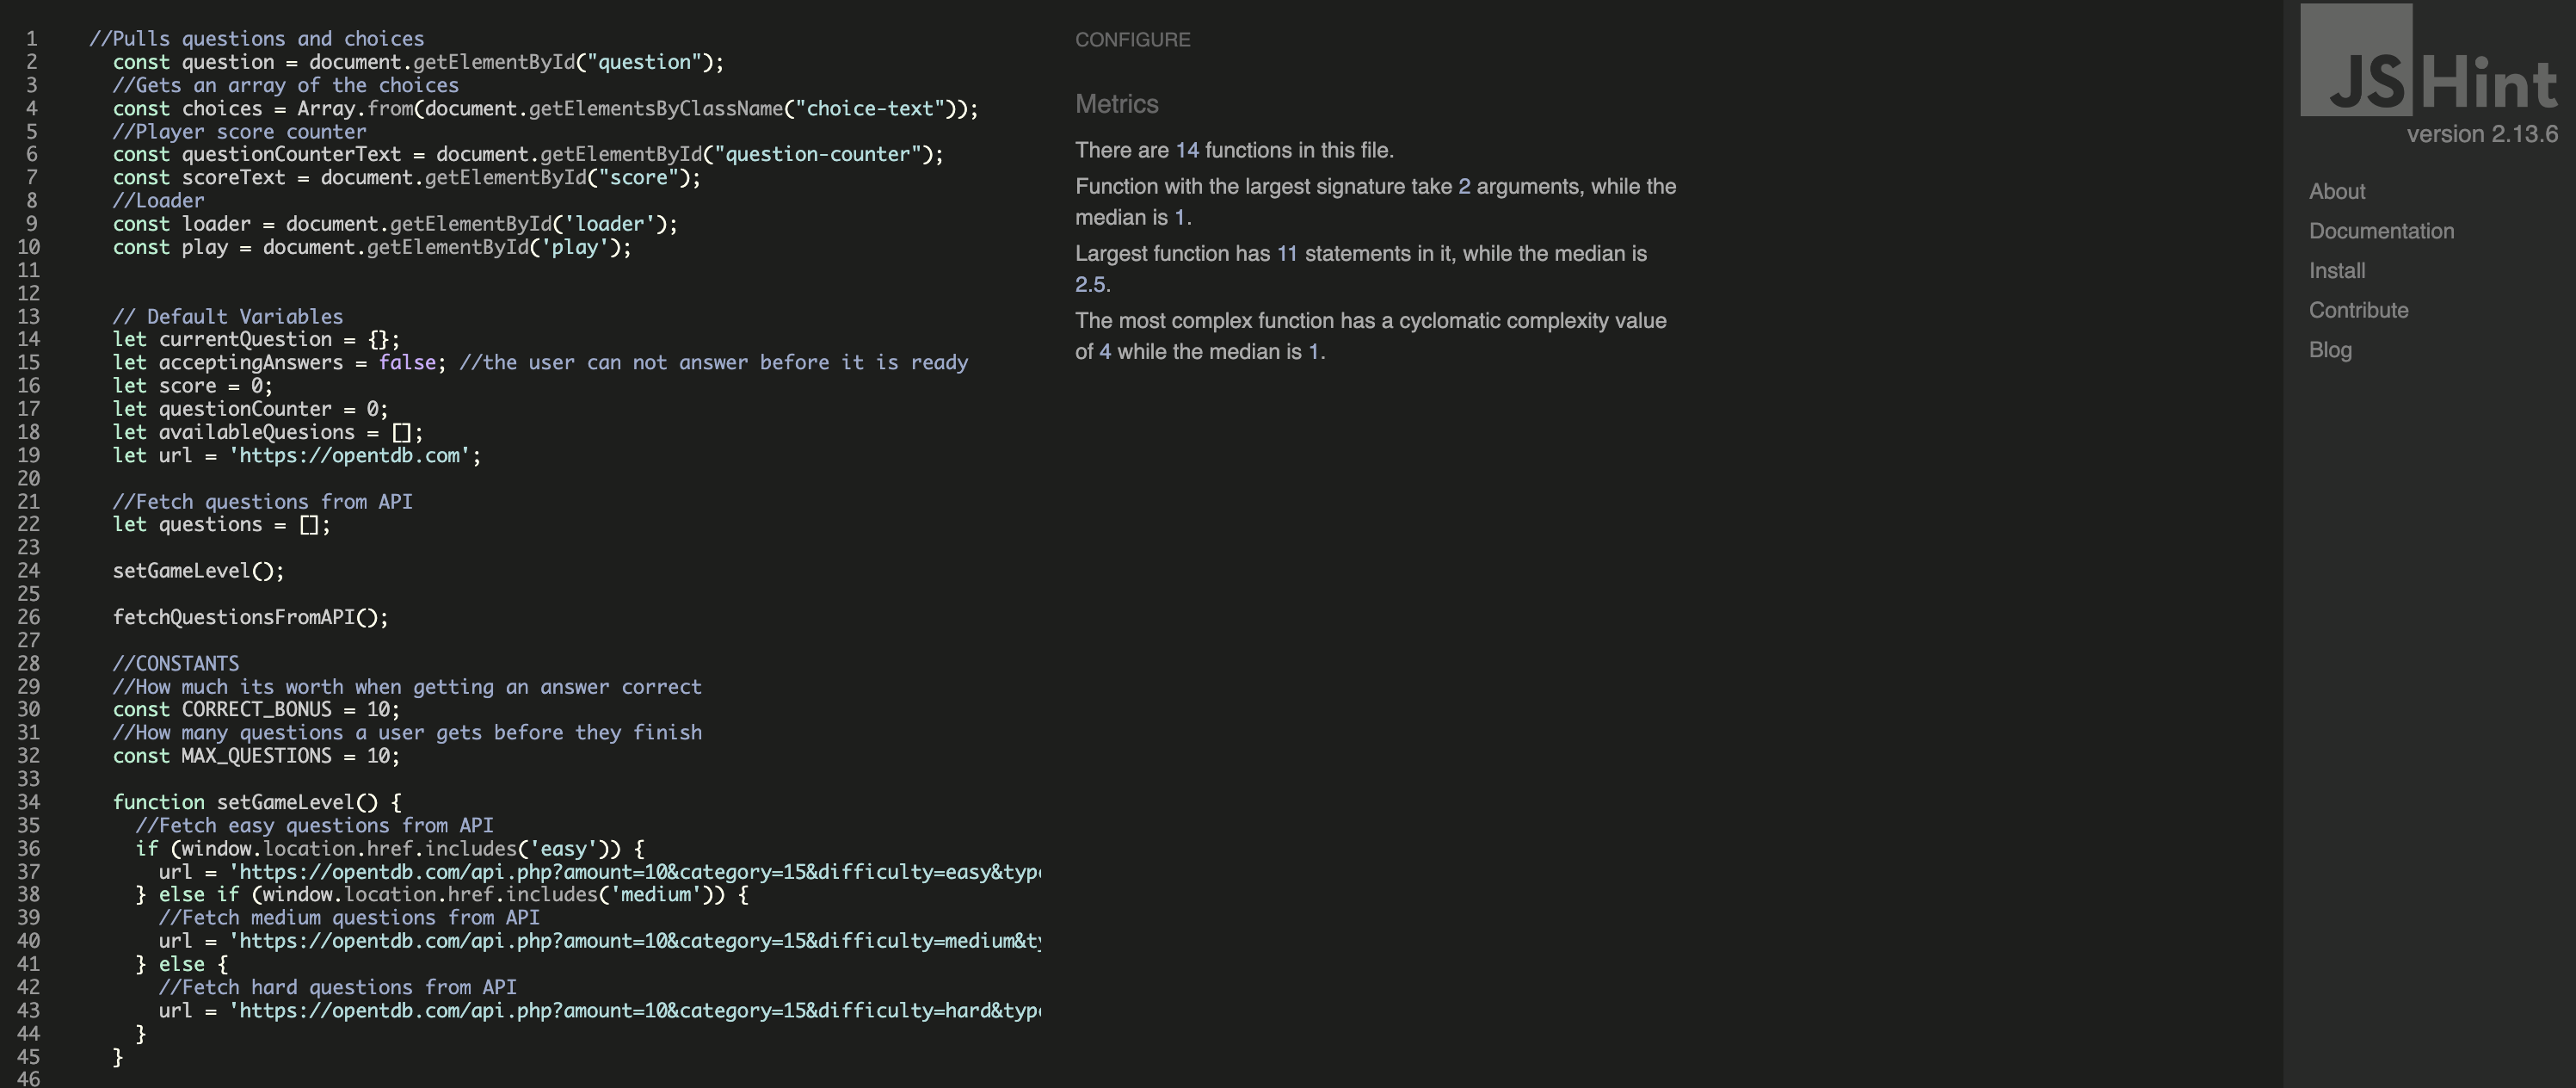 1 //Pulls questions and choices
2 const question = document.getElementById("question");
3 //Gets an array of the choices
4 const choices = Array.from(document.getElementsByClassName("choice-text"));
5 //Player score counter
6 const questionCounterText = document.getElementById("question-counter");
7 const scoreText = document.getElementById("score");
8 //Loader
9 const loader = document.getElementById('loader');
10 const play = document.getElementById('play');
11
12
13 // Default Variables
14 let currentQuestion = {};
15 let acceptingAnswers = false; //the user can not answer before it is ready
16 let score = 0;
17 let questionCounter = 0;
18 let availableQuesions = [];
19 let url = 'https://opentdb.com';
20
21 //Fetch questions from API
22 let questions = [];
23
24 setGameLevel();
25
26 fetchQuestionsFromAPI();
27
28 //CONSTANTS
29 //How much its worth when getting an answer correct
30 const CORRECT_BONUS = 10;
31 //How many questions a user gets before they finish
32 const MAX_QUESTIONS = 10;
33
34 function setGameLevel() {
35 //Fetch easy questions from API
36 if (window.location.href.includes('easy')) {
37 url = 'https://opentdb.com/api.php?amount=10&category=15&difficulty=easy&type
38 } else if (window.location.href.includes('medium')) {
39 //Fetch medium questions from API
40 url = 'https://opentdb.com/api.php?amount=10&category=15&difficulty=medium&ty
41 } else {
42 //Fetch hard questions from API
43 url = 'https://opentdb.com/api.php?amount=10&category=15&difficulty=hard&type
44 }
45 }
46
CONFIGURE
Metrics
There are 14 functions in this file.
Function with the largest signature take 2 arguments, while the
median is 1.
Largest function has 11 statements in it, while the median is
2.5.
The most complex function has a cyclomatic complexity value
of 4 while the median is 1.
JSHint
version 2.13.6
About
Documentation
Install
Contribute
Blog